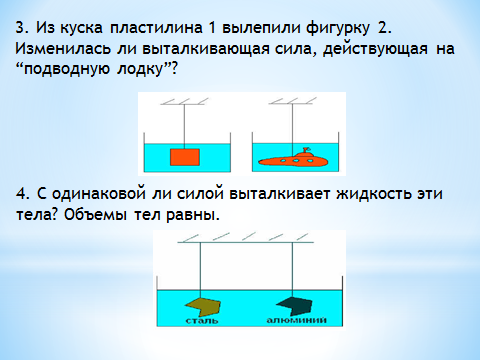 3. Из куска пластилина 1 вылепили фигурку 2.
Изменилась ли выталкивающая сила, действующая на
“подводную лодку”?
4. С одинаковой ли силой выталкивает жидкость эти
тела? Объемы тел равны.
сталь
алюминий